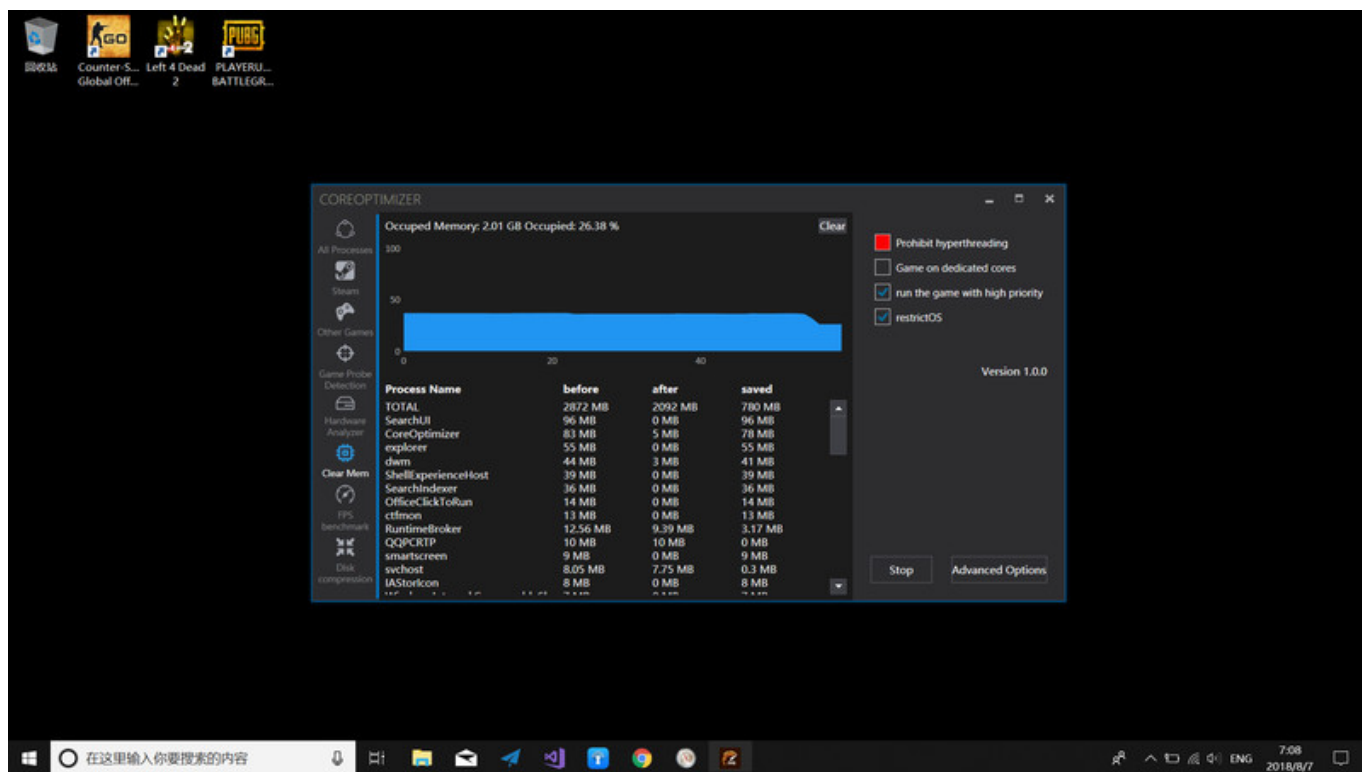 回收站
Counter-S...
Global Off...
Left 4 Dead
2
PLAYERU...
BATTLEGR...
COREOPTIMIZER
All Processes
Steam
Other Games
Game Probe
Detection
Hardware
Analyzer
Clear Mem
FPS
benchmark
Disk
compression
Occuped Memory: 2.01 GB Occupied: 26.38 %
Clear
100
50
0
0 20 40
Process Name before after saved
TOTAL 2872 MB 2092 MB 780 MB
SearchUI 96 MB 0 MB 96 MB
CoreOptimizer 83 MB 5 MB 78 MB
explorer 55 MB 0 MB 55 MB
dwm 44 MB 3 MB 41 MB
ShellExperienceHost 39 MB 0 MB 39 MB
SearchIndexer 36 MB 0 MB 36 MB
OfficeClickToRun 14 MB 0 MB 14 MB
ctfmon 13 MB 0 MB 13 MB
RuntimeBroker 12.56 MB 9.39 MB 3.17 MB
QQPCRTP 10 MB 10 MB 0 MB
smartscreen 9 MB 0 MB 9 MB
svchost 8.05 MB 7.75 MB 0.3 MB
IAStorIcon 8 MB 0 MB 8 MB
Prohibit hyperthreading
Game on dedicated cores
run the game with high priority
restrictOS
Version 1.0.0
Stop
Advanced Options
在这里输入你要搜索的内容
ENG
7:08
2018/8/7